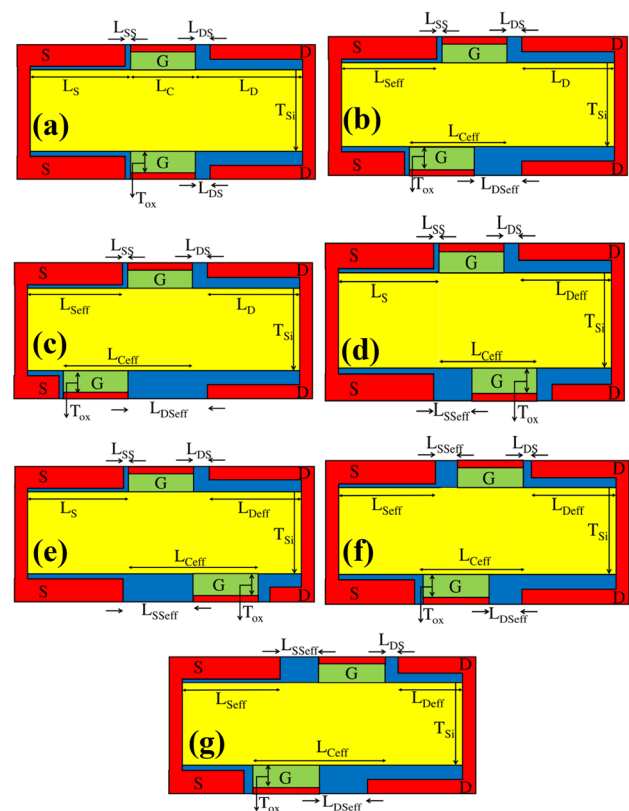 L_SS L_DS
S G D
L_S L_C L_D
T_Si
(a)
S G D
T_ox L_DS
L_SS L_DS
S G D
L_Seff L_D
T_Si
(b) L_Ceff
S G D
T_ox L_DSeff
L_SS L_DS
S G D
L_Seff L_D
(c) T_Si
L_Ceff
S G D
T_ox L_DSeff
L_SS L_DS
S G D
L_S L_Deff
(d) T_Si
L_Ceff
S G D
L_SSeff T_ox
L_SS L_DS
S G D
L_S L_Deff
(e) T_Si
L_Ceff
S G D
L_SSeff T_ox
L_SSeff L_DS
S G D
L_Seff L_Deff
(f) T_Si
L_Ceff
S G D
T_ox L_DSeff
L_SSeff L_DS
S G D
L_Seff L_Deff
(g) T_Si
L_Ceff
S G D
T_ox L_DSeff